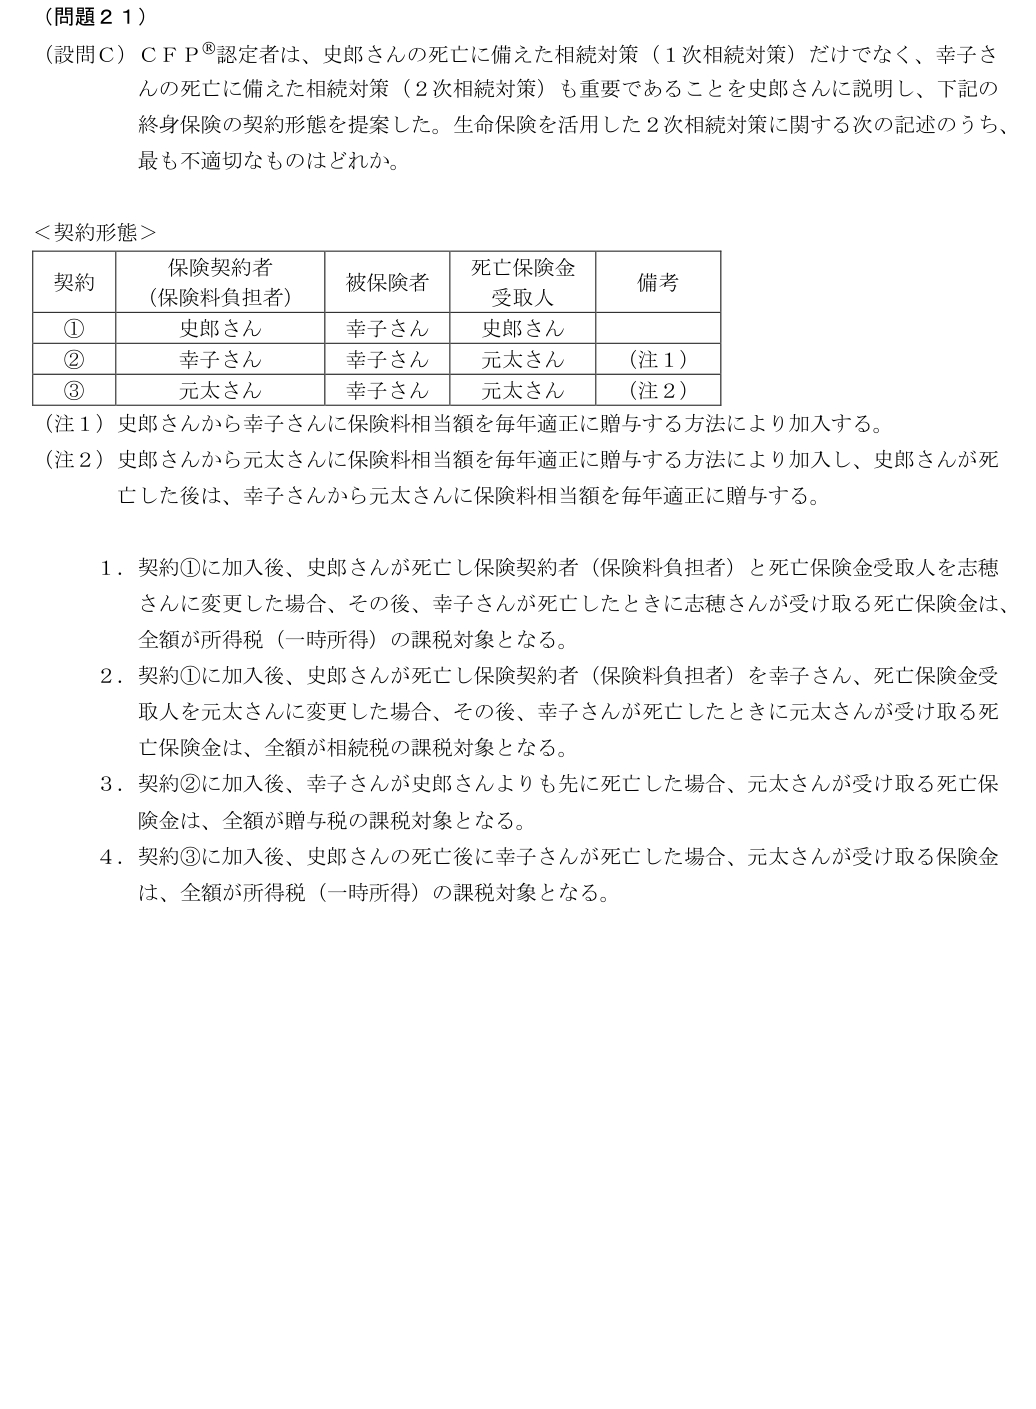 （問題２１）
（設問Ｃ）ＣＦＰ®認定者は、史郎さんの死亡に備えた相続対策（１次相続対策）だけでなく、幸子さ
んの死亡に備えた相続対策（２次相続対策）も重要であることを史郎さんに説明し、下記の
終身保険の契約形態を提案した。生命保険を活用した２次相続対策に関する次の記述のうち、
最も不適切なものはどれか。
＜契約形態＞
契約 保険契約者（保険料負担者） 被保険者 死亡保険金受取人 備考
① 史郎さん 幸子さん 史郎さん
② 幸子さん 幸子さん 元太さん （注１）
③ 元太さん 幸子さん 元太さん （注２）
（注１）史郎さんから幸子さんに保険料相当額を毎年適正に贈与する方法により加入する。
（注２）史郎さんから元太さんに保険料相当額を毎年適正に贈与する方法により加入し、史郎さんが死
亡した後は、幸子さんから元太さんに保険料相当額を毎年適正に贈与する。
１．契約①に加入後、史郎さんが死亡し保険契約者（保険料負担者）と死亡保険金受取人を志穂
さんに変更した場合、その後、幸子さんが死亡したときに志穂さんが受け取る死亡保険金は、
全額が所得税（一時所得）の課税対象となる。
２．契約①に加入後、史郎さんが死亡し保険契約者（保険料負担者）を幸子さん、死亡保険金受
取人を元太さんに変更した場合、その後、幸子さんが死亡したときに元太さんが受け取る死
亡保険金は、全額が相続税の課税対象となる。
３．契約②に加入後、幸子さんが史郎さんよりも先に死亡した場合、元太さんが受け取る死亡保
険金は、全額が贈与税の課税対象となる。
４．契約③に加入後、史郎さんの死亡後に幸子さんが死亡した場合、元太さんが受け取る保険金
は、全額が所得税（一時所得）の課税対象となる。